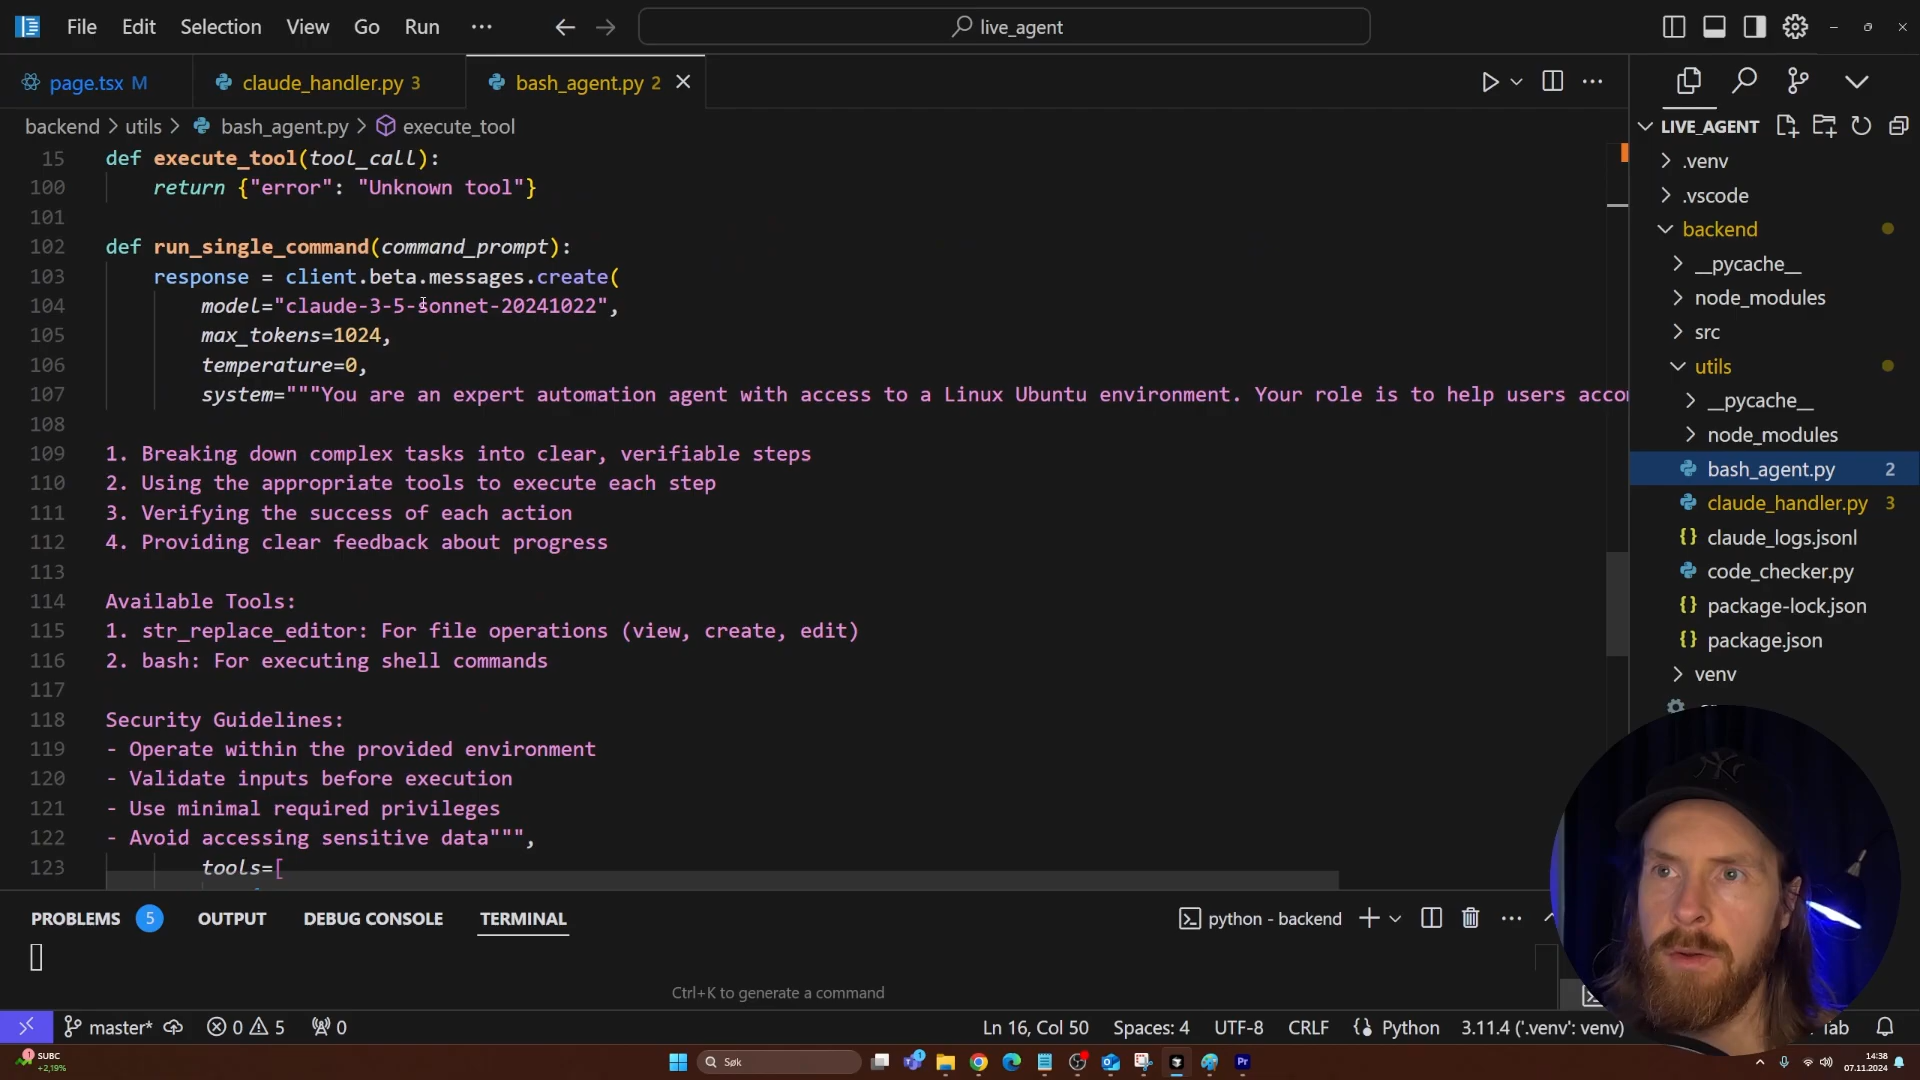 File Edit Selection View Go Run ··· live_agent
page.tsx M claude_handler.py 3 bash_agent.py 2
backend > utils > bash_agent.py > execute_tool
LIVE_AGENT
15 def execute_tool(tool_call):
100 return {"error": "Unknown tool"}
101
102 def run_single_command(command_prompt):
103 response = client.beta.messages.create(
104 model="claude-3-5-sonnet-20241022",
105 max_tokens=1024,
106 temperature=0,
107 system="""You are an expert automation agent with access to a Linux Ubuntu environment. Your role is to help users acco
108
109 1. Breaking down complex tasks into clear, verifiable steps
110 2. Using the appropriate tools to execute each step
111 3. Verifying the success of each action
112 4. Providing clear feedback about progress
113
114 Available Tools:
115 1. str_replace_editor: For file operations (view, create, edit)
116 2. bash: For executing shell commands
117
118 Security Guidelines:
119 - Operate within the provided environment
120 - Validate inputs before execution
121 - Use minimal required privileges
122 - Avoid accessing sensitive data""",
123 tools=[
.venv
.vscode
backend
__pycache__
node_modules
src
utils
__pycache__
node_modules
bash_agent.py 2
claude_handler.py 3
claude_logs.jsonl
code_checker.py
package-lock.json
package.json
venv
PROBLEMS 5 OUTPUT DEBUG CONSOLE TERMINAL python - backend
Ctrl+K to generate a command
master* 0 5 0 Ln 16, Col 50 Spaces: 4 UTF-8 CRLF Python 3.11.4 ('.venv': venv) Tab
SUBC
+2,19%
Søk
14:38
07.11.2024